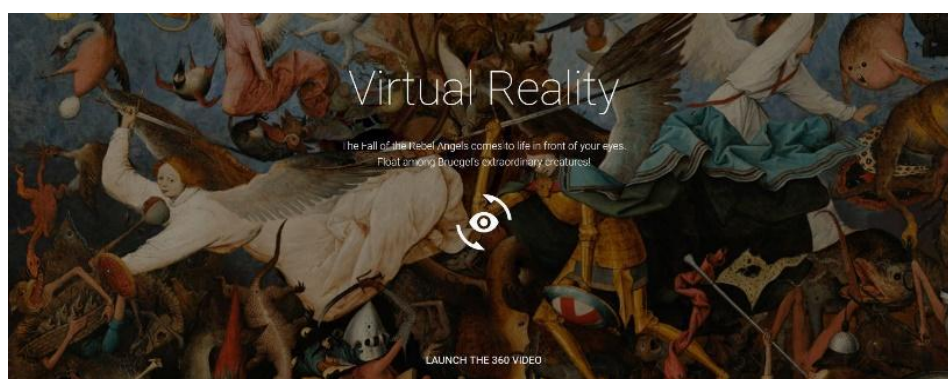 Virtual Reality
The Fall of the Rebel Angels comes to life in front of your eyes.
Float among Bruegel's extraordinary creatures!
LAUNCH THE 360 VIDEO